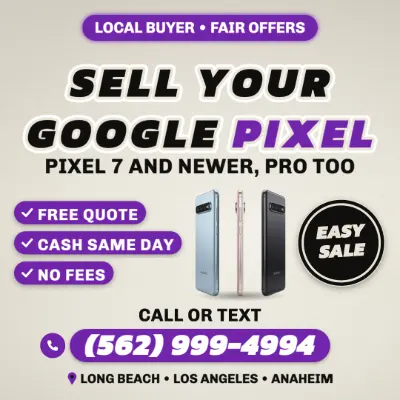 LOCAL BUYER • FAIR OFFERS
SELL YOUR
GOOGLE PIXEL
PIXEL 7 AND NEWER, PRO TOO
FREE QUOTE
CASH SAME DAY
NO FEES
EASY
SALE
CALL OR TEXT
(562) 999-4994
LONG BEACH • LOS ANGELES • ANAHEIM